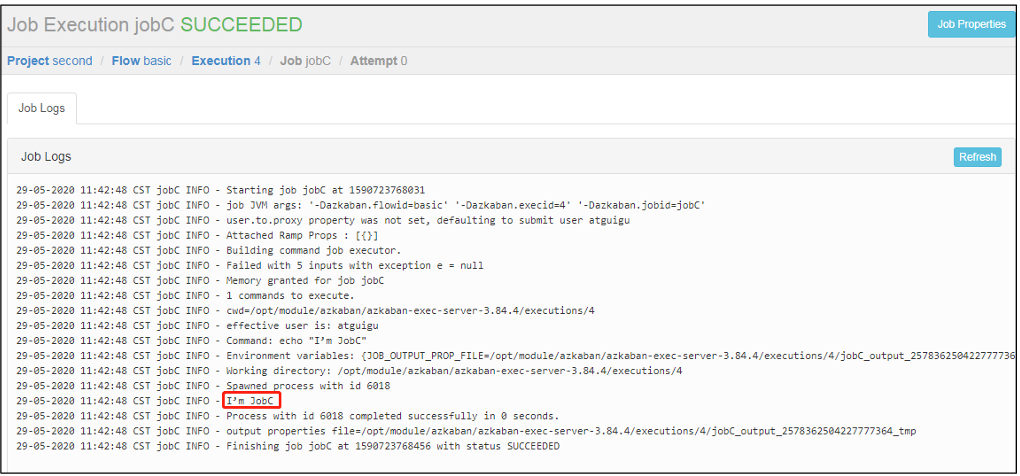 Job Execution jobC SUCCEEDED
Job Properties
Project second / Flow basic / Execution 4 / Job jobC / Attempt 0
Job Logs
Job Logs
Refresh
29-05-2020 11:42:48 CST jobC INFO - Starting job jobC at 1590723768031
29-05-2020 11:42:48 CST jobC INFO - job JVM args: '-Dazkaban.flowid=basic' '-Dazkaban.execid=4' '-Dazkaban.jobid=jobC'
29-05-2020 11:42:48 CST jobC INFO - user.to.proxy property was not set, defaulting to submit user atguigu
29-05-2020 11:42:48 CST jobC INFO - Attached Ramp Props : [{}]
29-05-2020 11:42:48 CST jobC INFO - Building command job executor.
29-05-2020 11:42:48 CST jobC INFO - Failed with 5 inputs with exception e = null
29-05-2020 11:42:48 CST jobC INFO - Memory granted for job jobC
29-05-2020 11:42:48 CST jobC INFO - 1 commands to execute.
29-05-2020 11:42:48 CST jobC INFO - cwd=/opt/module/azkaban/azkaban-exec-server-3.84.4/executions/4
29-05-2020 11:42:48 CST jobC INFO - effective user is: atguigu
29-05-2020 11:42:48 CST jobC INFO - Command: echo "I’m JobC"
29-05-2020 11:42:48 CST jobC INFO - Environment variables: {JOB_OUTPUT_PROP_FILE=/opt/module/azkaban/azkaban-exec-server-3.84.4/executions/4/jobC_output_257836250422777736
29-05-2020 11:42:48 CST jobC INFO - Working directory: /opt/module/azkaban/azkaban-exec-server-3.84.4/executions/4
29-05-2020 11:42:48 CST jobC INFO - Spawned process with id 6018
29-05-2020 11:42:48 CST jobC INFO - I’m JobC
29-05-2020 11:42:48 CST jobC INFO - Process with id 6018 completed successfully in 0 seconds.
29-05-2020 11:42:48 CST jobC INFO - output properties file=/opt/module/azkaban/azkaban-exec-server-3.84.4/executions/4/jobC_output_2578362504227777364_tmp
29-05-2020 11:42:48 CST jobC INFO - Finishing job jobC at 1590723768456 with status SUCCEEDED